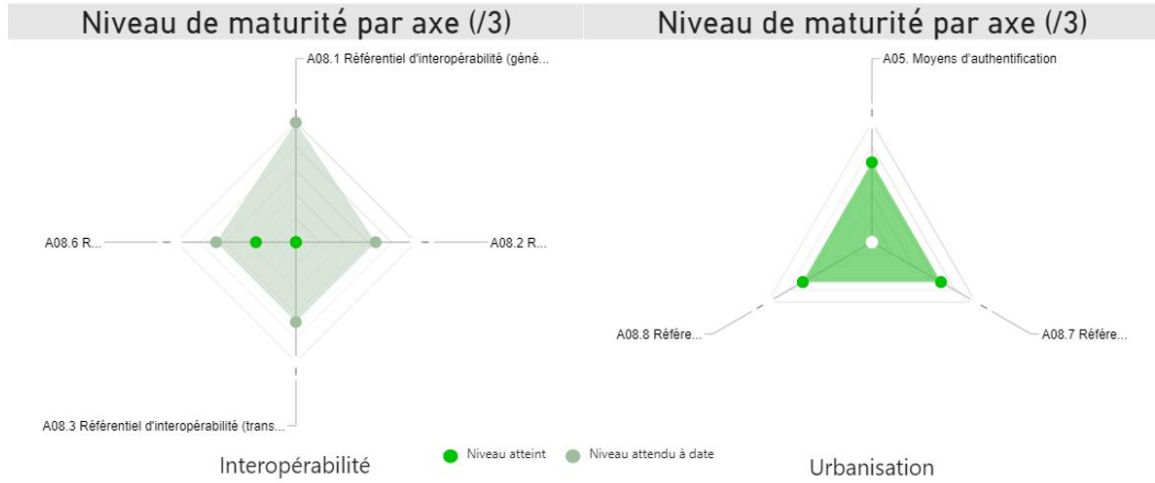 Niveau de maturité par axe (/3)
Niveau de maturité par axe (/3)
A08.1 Référentiel d'interopérabilité (géné...
A08.6 R...
A08.2 R...
A08.3 Référentiel d'interopérabilité (trans...
Interopérabilité
A05. Moyens d'authentification
A08.8 Référe...
A08.7 Référe...
Niveau atteint
Niveau attendu à date
Urbanisation